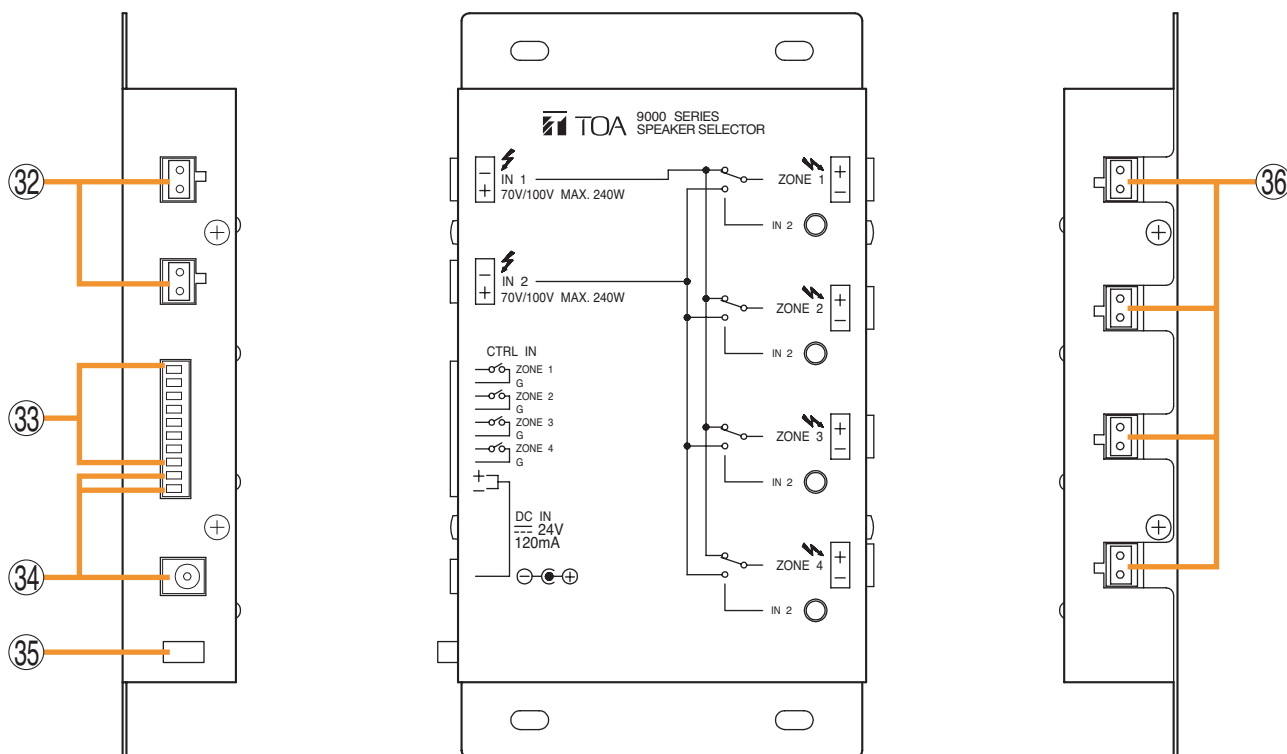 TOA 9000 SERIES
SPEAKER SELECTOR
− +
IN 1
70V/100V MAX. 240W
ZONE 1
+ −
IN 2
− +
IN 2
70V/100V MAX. 240W
ZONE 2
+ −
IN 2
CTRL IN
ZONE 1
G
ZONE 2
G
ZONE 3
G
ZONE 4
G
+
−
ZONE 3
+ −
IN 2
DC IN
24V
120mA
− +
ZONE 4
+ −
IN 2
32
33
34
35
36